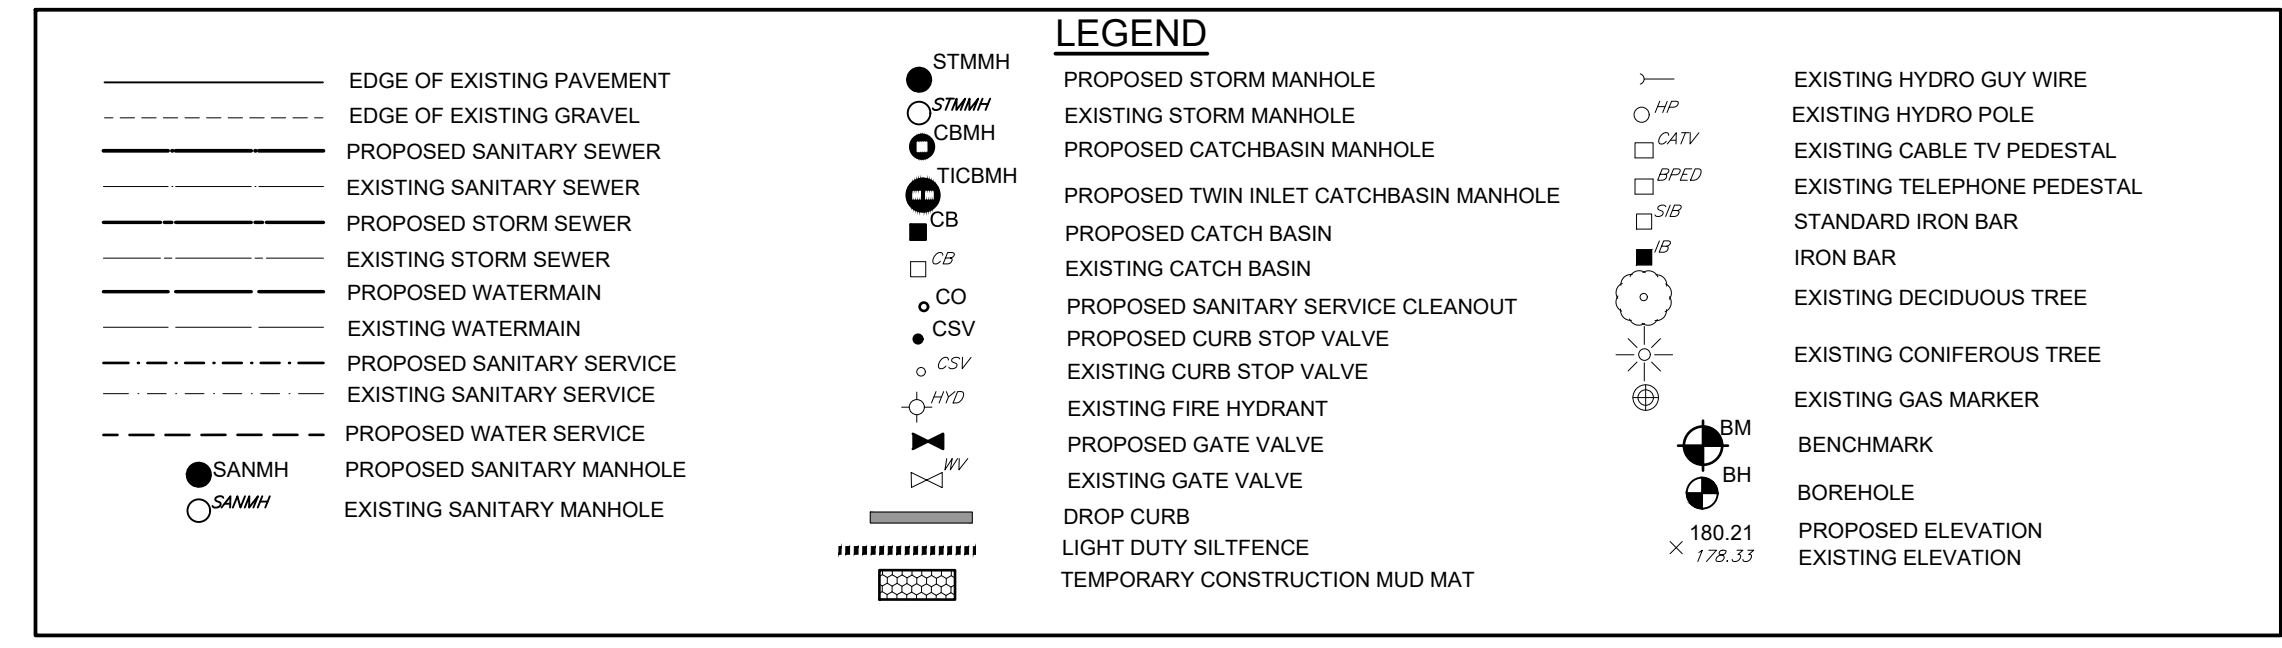 LEGEND
EDGE OF EXISTING PAVEMENT
EDGE OF EXISTING GRAVEL
PROPOSED SANITARY SEWER
EXISTING SANITARY SEWER
PROPOSED STORM SEWER
EXISTING STORM SEWER
PROPOSED WATERMAIN
EXISTING WATERMAIN
PROPOSED SANITARY SERVICE
EXISTING SANITARY SERVICE
PROPOSED WATER SERVICE
SANMH PROPOSED SANITARY MANHOLE
SANMH EXISTING SANITARY MANHOLE
STMMH PROPOSED STORM MANHOLE
STMMH EXISTING STORM MANHOLE
CBMH PROPOSED CATCHBASIN MANHOLE
TICBMH PROPOSED TWIN INLET CATCHBASIN MANHOLE
CB PROPOSED CATCH BASIN
CB EXISTING CATCH BASIN
CO PROPOSED SANITARY SERVICE CLEANOUT
CSV PROPOSED CURB STOP VALVE
CSV EXISTING CURB STOP VALVE
HYD EXISTING FIRE HYDRANT
PROPOSED GATE VALVE
WV EXISTING GATE VALVE
DROP CURB
LIGHT DUTY SILTFENCE
TEMPORARY CONSTRUCTION MUD MAT
EXISTING HYDRO GUY WIRE
HP EXISTING HYDRO POLE
CATV EXISTING CABLE TV PEDESTAL
BPED EXISTING TELEPHONE PEDESTAL
SIB STANDARD IRON BAR
IB IRON BAR
EXISTING DECIDUOUS TREE
EXISTING CONIFEROUS TREE
EXISTING GAS MARKER
BM BENCHMARK
BH BOREHOLE
180.21 PROPOSED ELEVATION
178.33 EXISTING ELEVATION